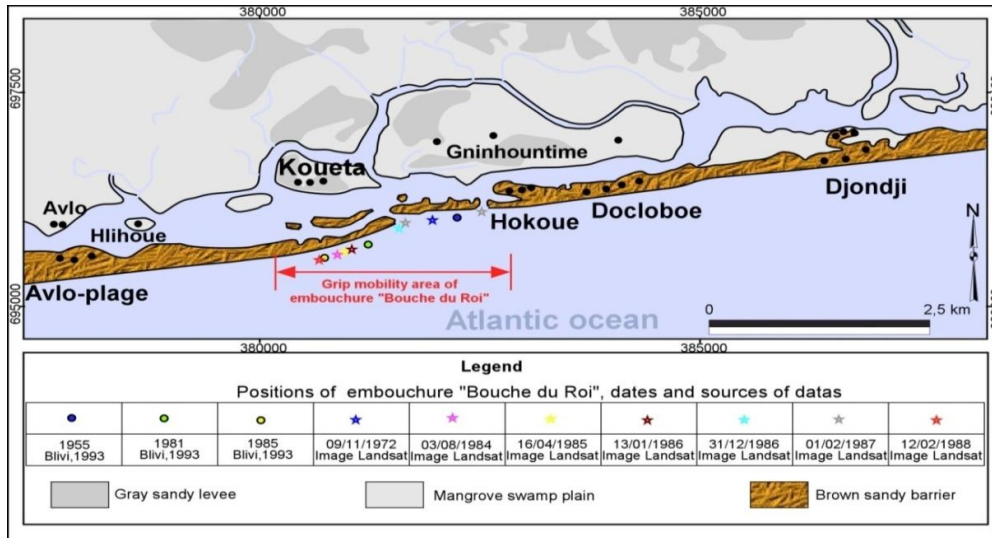 380000
385000
697500
Koueta
Gninhountime
Avlo
Hlihoue
Hokoue
Docloboe
Djondji
N
Avlo-plage
Grip mobility area of
embouchure "Bouche du Roi"
695000
Atlantic ocean
0
2,5 km
380000
385000
Legend
Positions of embouchure "Bouche du Roi", dates and sources of datas
1955 1981 1985 09/11/1972 03/08/1984 16/04/1985 13/01/1986 31/12/1986 01/02/1987 12/02/1988
Blivi,1993 Blivi,1993 Blivi,1993 Image Landsat Image Landsat Image Landsat Image Landsat Image Landsat Image Landsat Image Landsat
Gray sandy levee
Mangrove swamp plain
Brown sandy barrier